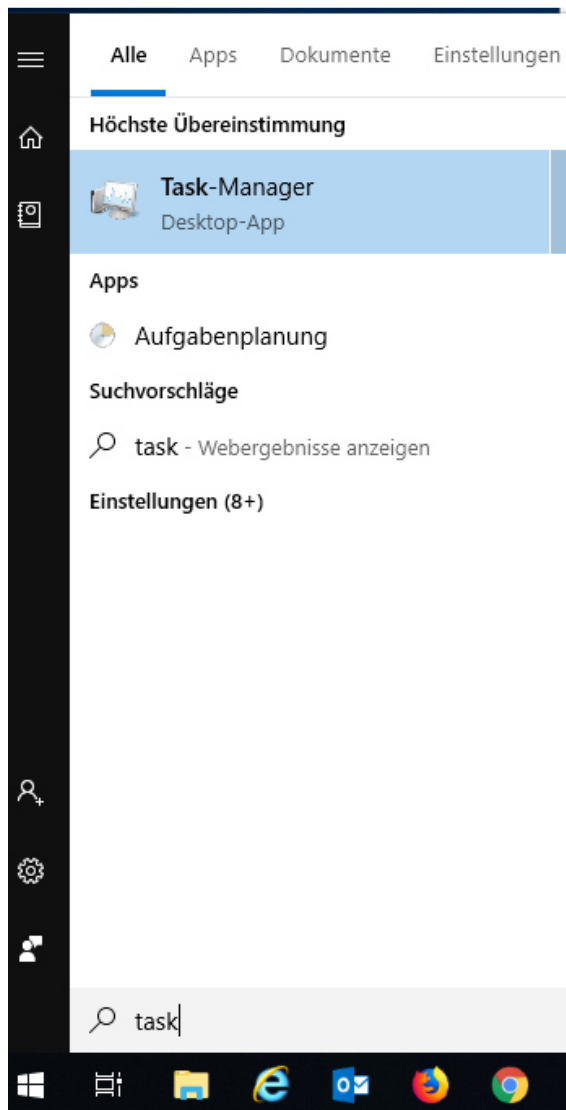 Alle Apps Dokumente Einstellungen
Höchste Übereinstimmung
Task-Manager
Desktop-App
Apps
Aufgabenplanung
Suchvorschläge
task - Webergebnisse anzeigen
Einstellungen (8+)
task